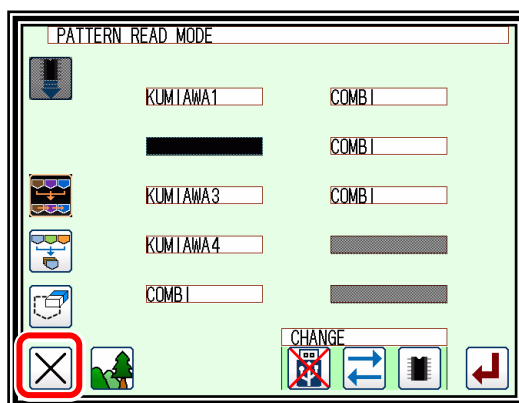 PATTERN READ MODE
KUMIAWA1 COMBI
COMBI
KUMIAWA3 COMBI
KUMIAWA4
COMBI
CHANGE